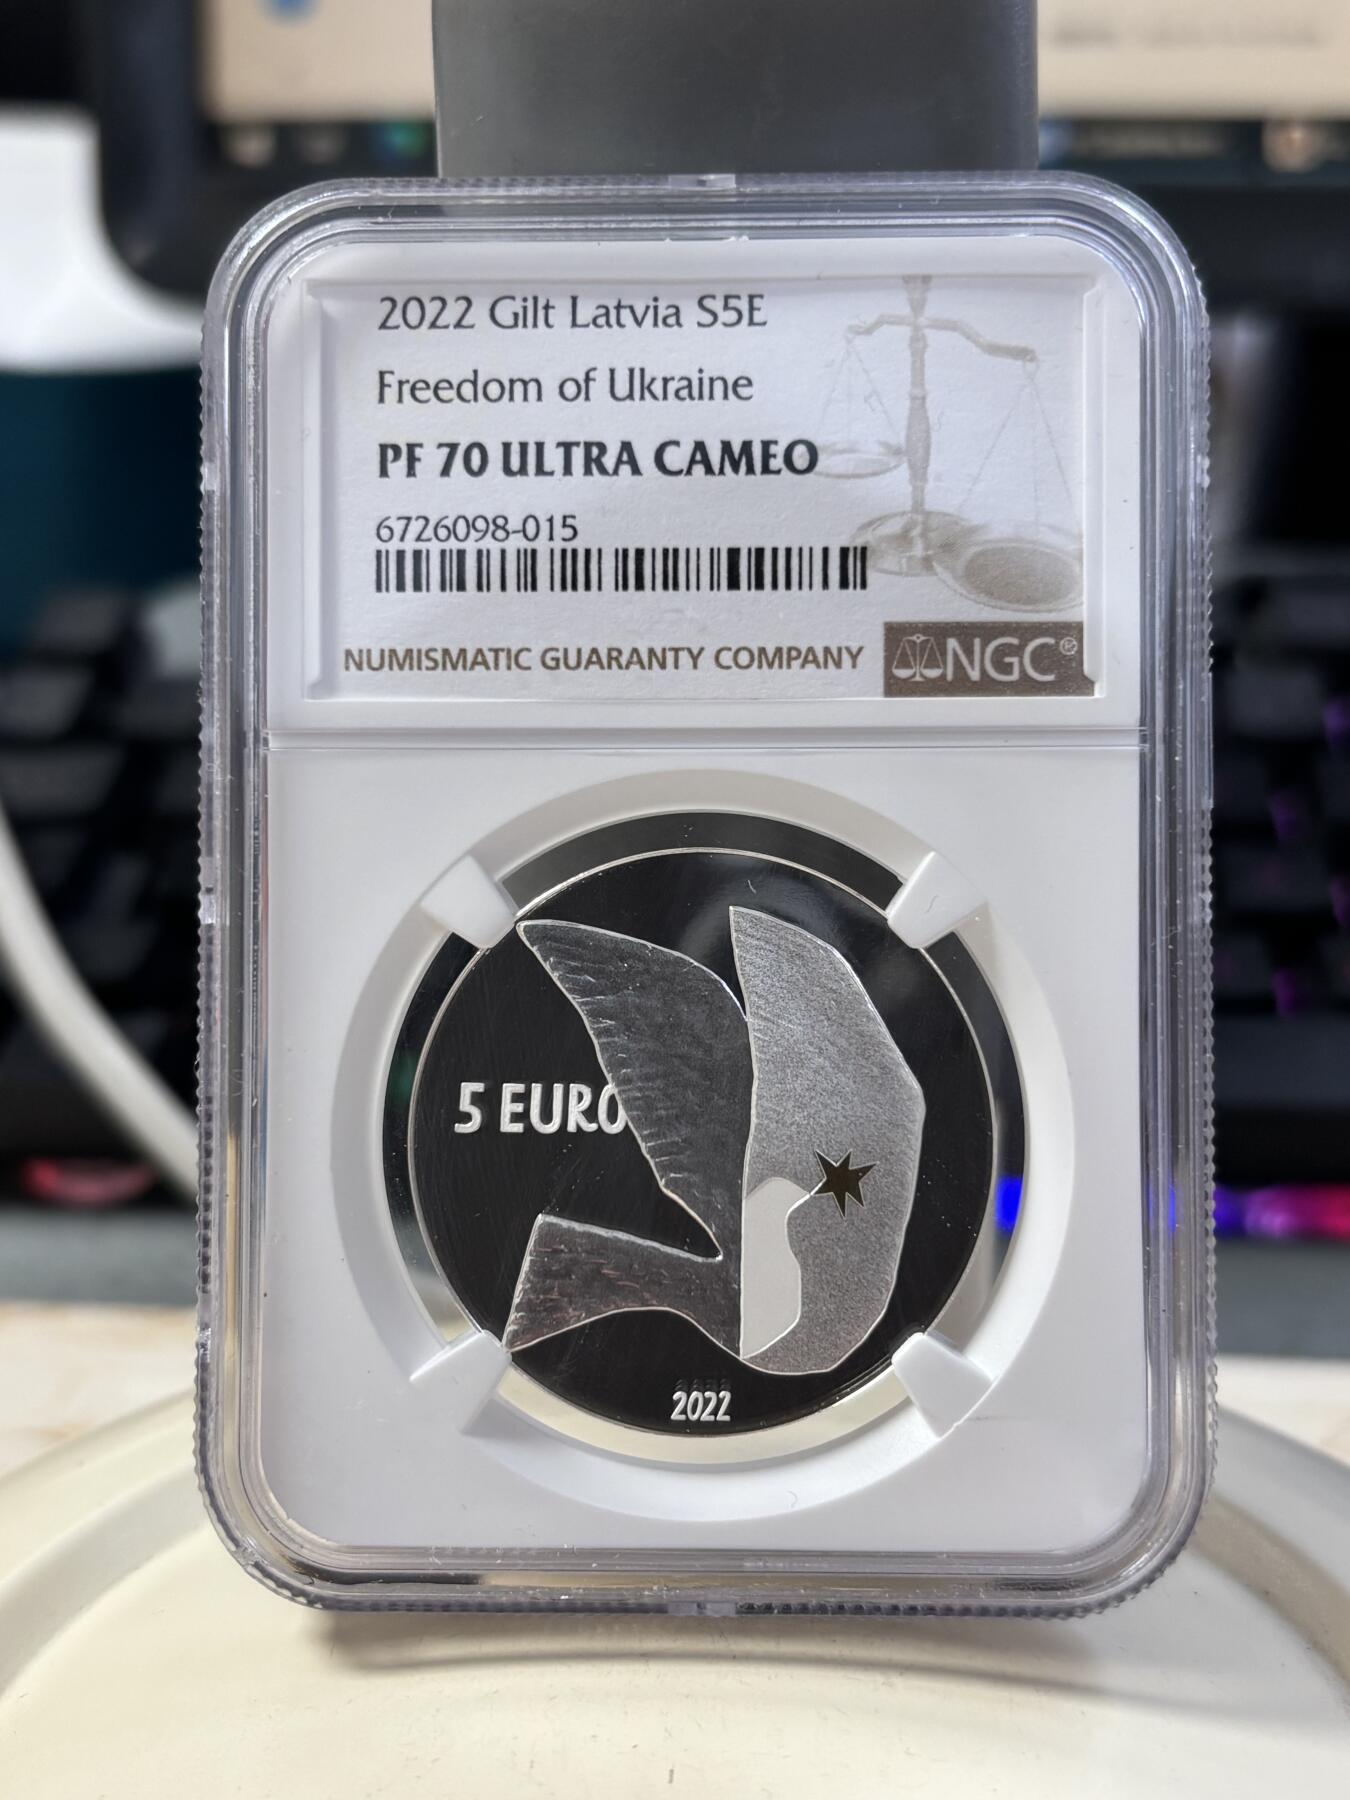 2022 Gilt Latvia S5E
Freedom of Ukraine
PF 70 ULTRA CAMEO
6726098-015
NUMISMATIC GUARANTY COMPANY
NGC®
5 EURO
2022